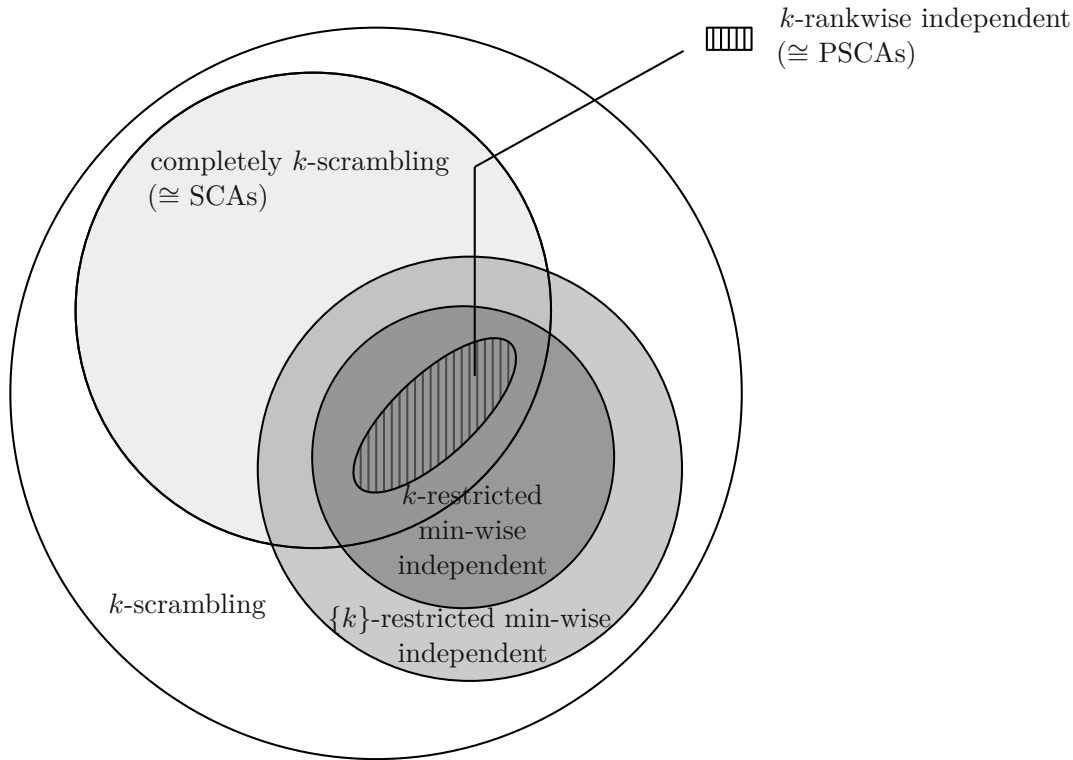 k-rankwise independent
(≅ PSCAs)
completely k-scrambling
(≅ SCAs)
k-restricted
min-wise
independent
k-scrambling
{k}-restricted min-wise
independent